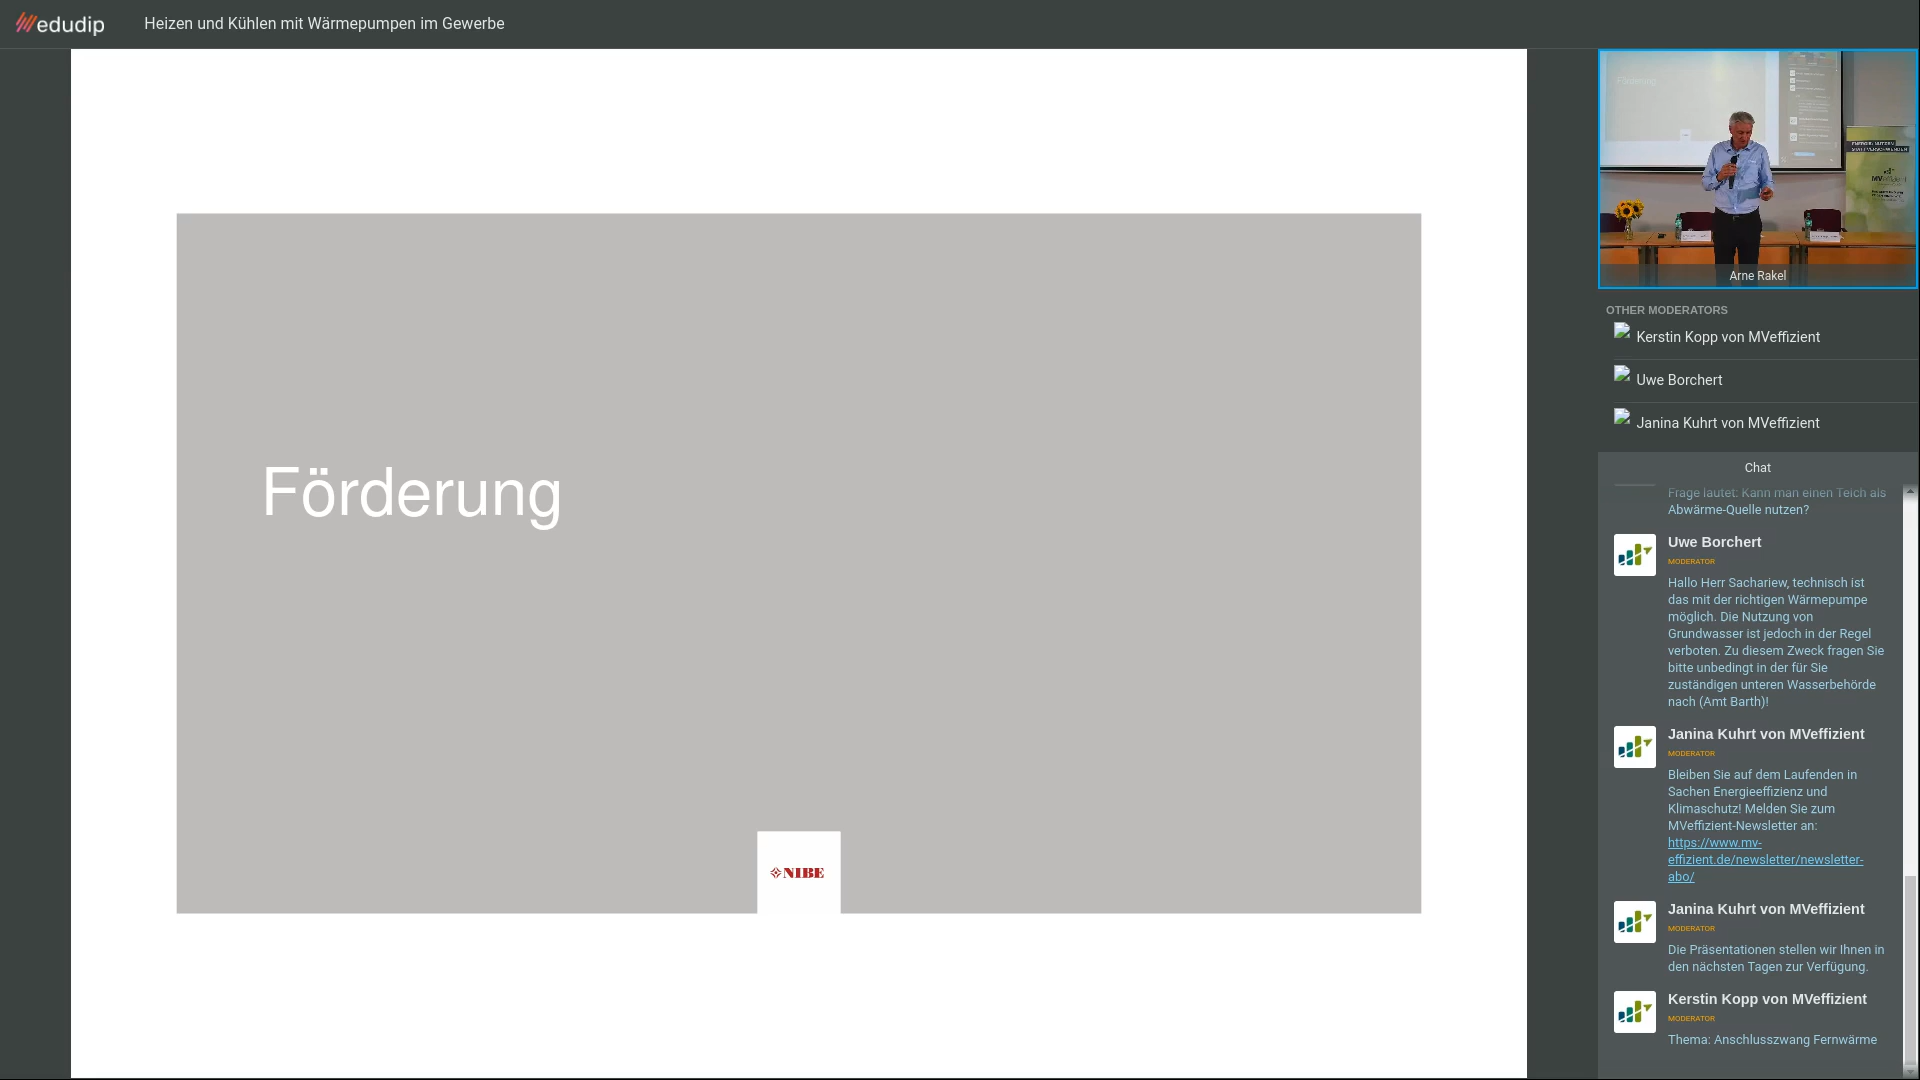 edudip
Heizen und Kühlen mit Wärmepumpen im Gewerbe
Förderung
NIBE
Förderung
ENERGIE NUTZEN
STATT VERSCHWENDEN
MVeffizient
Arne Rakel
OTHER MODERATORS
Kerstin Kopp von MVeffizient
Uwe Borchert
Janina Kuhrt von MVeffizient
Chat
Frage lautet: Kann man einen Teich als
Abwärme-Quelle nutzen?
Uwe Borchert
MODERATOR
Hallo Herr Sachariew, technisch ist
das mit der richtigen Wärmepumpe
möglich. Die Nutzung von
Grundwasser ist jedoch in der Regel
verboten. Zu diesem Zweck fragen Sie
bitte unbedingt in der für Sie
zuständigen unteren Wasserbehörde
nach (Amt Barth)!
Janina Kuhrt von MVeffizient
MODERATOR
Bleiben Sie auf dem Laufenden in
Sachen Energieeffizienz und
Klimaschutz! Melden Sie zum
MVeffizient-Newsletter an:
https://www.mv-
effizient.de/newsletter/newsletter-
abo/
Janina Kuhrt von MVeffizient
MODERATOR
Die Präsentationen stellen wir Ihnen in
den nächsten Tagen zur Verfügung.
Kerstin Kopp von MVeffizient
MODERATOR
Thema: Anschlusszwang Fernwärme